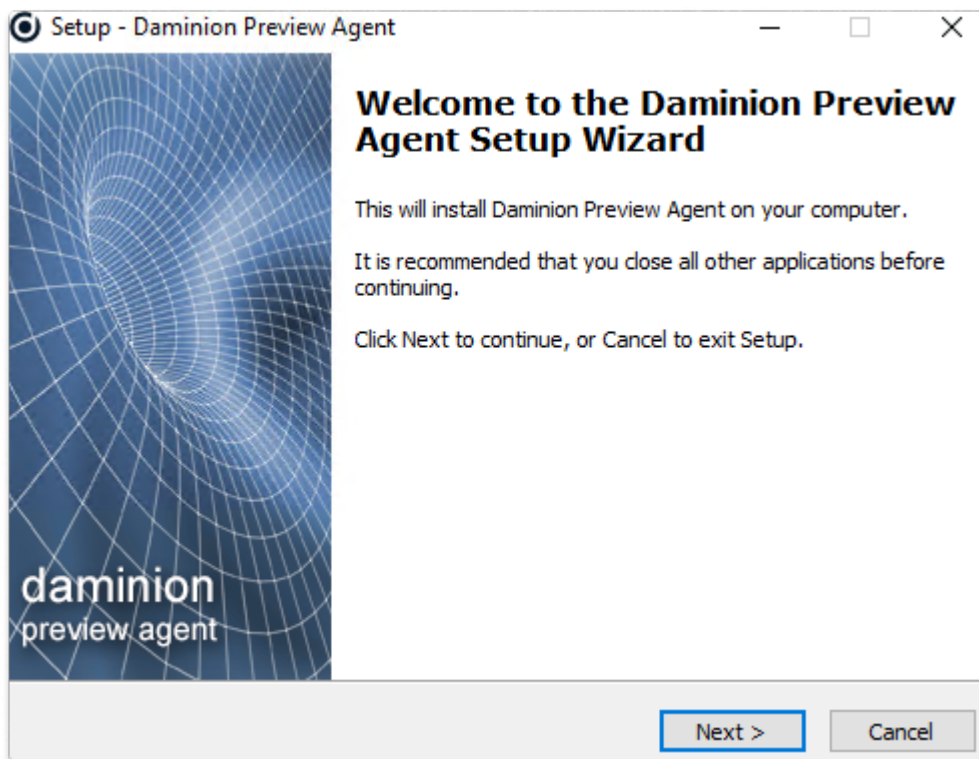 Setup - Daminion Preview Agent
Welcome to the Daminion Preview
Agent Setup Wizard
This will install Daminion Preview Agent on your computer.
It is recommended that you close all other applications before
continuing.
Click Next to continue, or Cancel to exit Setup.
daminion
preview agent
Next >
Cancel